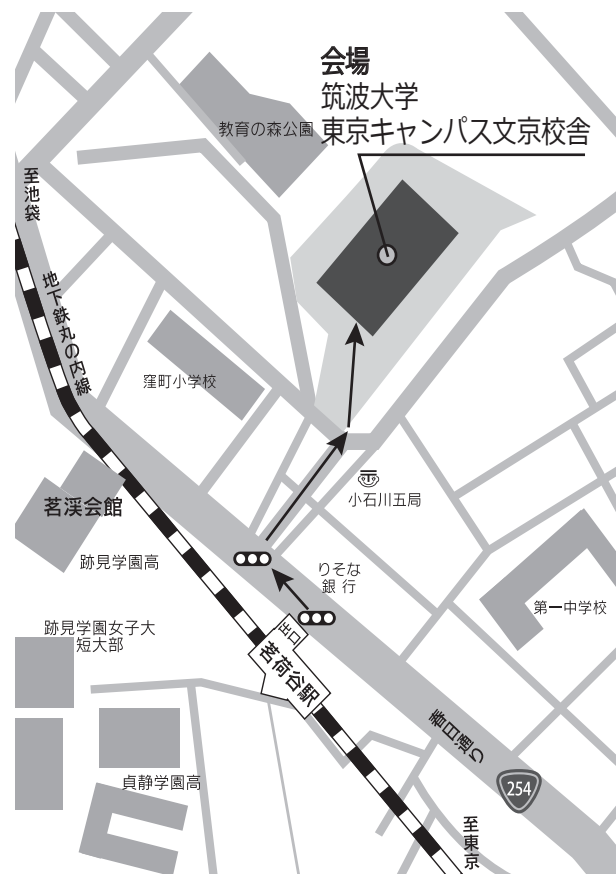 会場
筑波大学
東京キャンパス文京校舎
教育の森公園
至池袋
地下鉄丸の内線
窪町小学校
茗渓会館
小石川五局
跡見学園高
りそな
銀行
第一中学校
跡見学園女子大
短大部
出口
茗荷谷駅
春日通り
貞静学園高
254
至東京